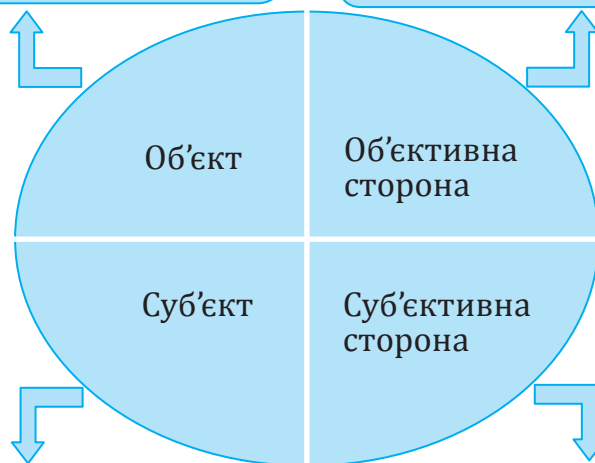 Об’єкт
Об’єктивна
сторона
Суб’єкт
Суб’єктивна
сторона